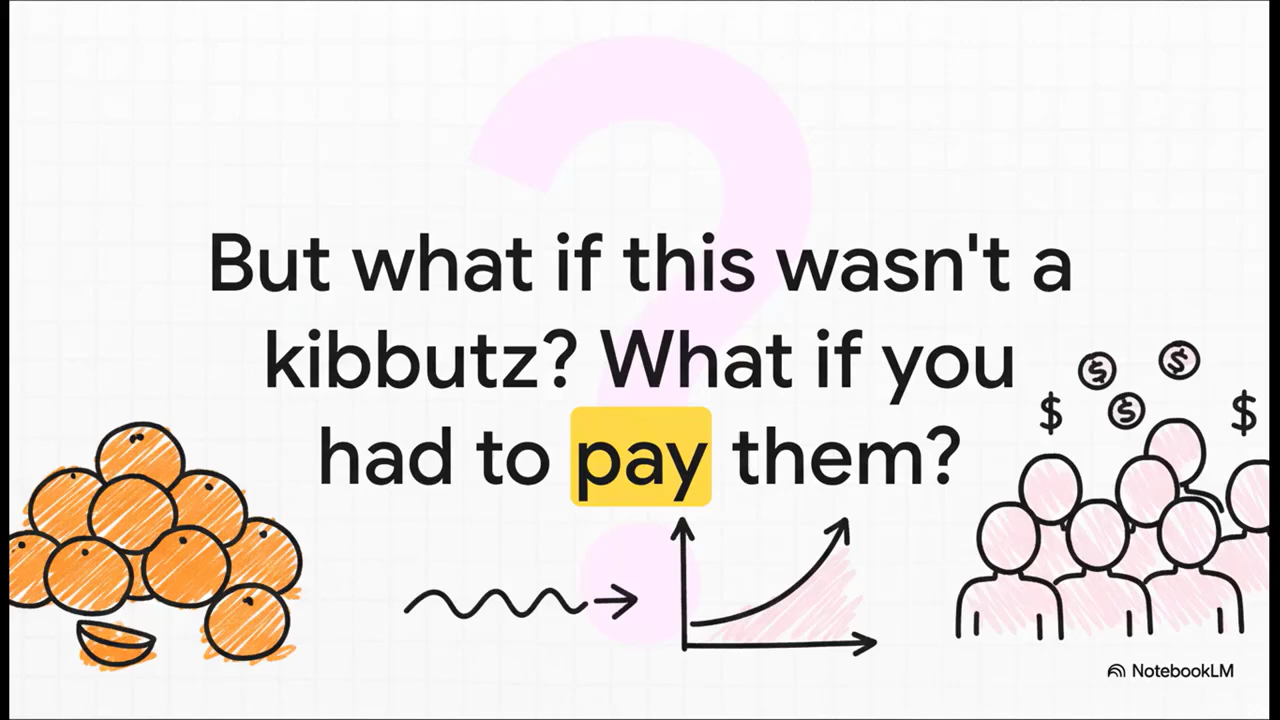 But what if this wasn't a
kibbutz? What if you
had to pay them?
$ $
$ $ $
NotebookLM